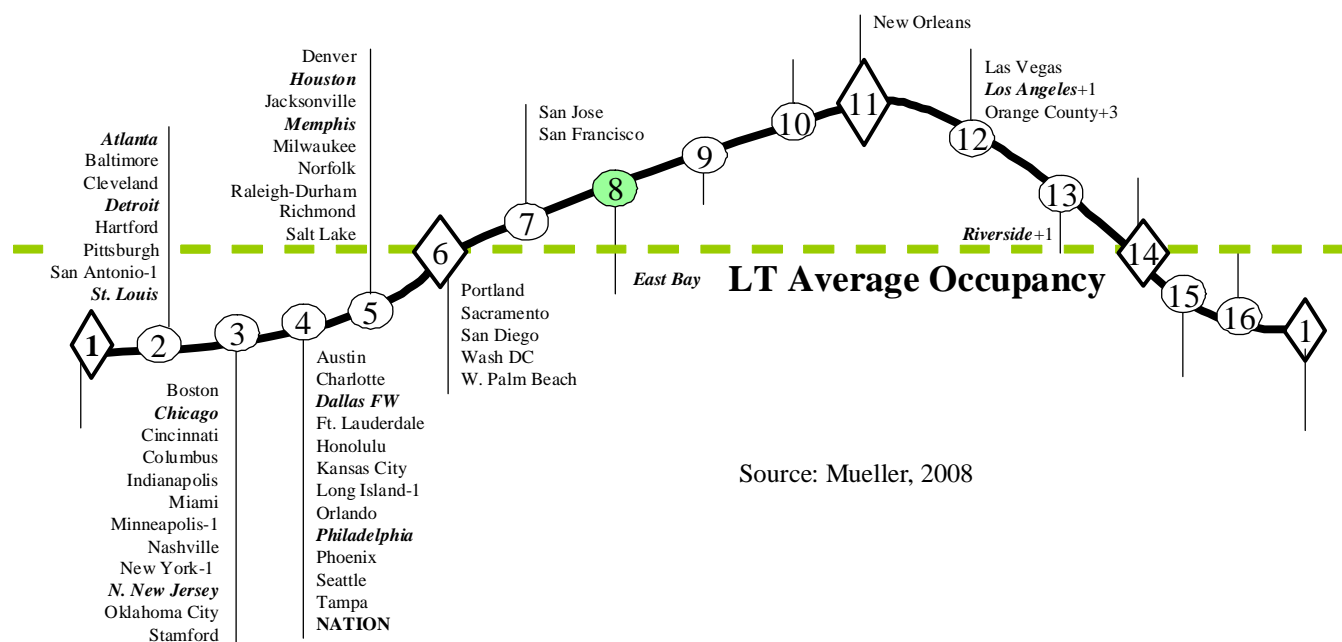 New Orleans
Denver
Houston
Jacksonville
Memphis
Milwaukee
Norfolk
Raleigh-Durham
Richmond
Salt Lake
Las Vegas
Los Angeles+1
Orange County+3
San Jose
San Francisco
Atlanta
Baltimore
Cleveland
Detroit
Hartford
Pittsburgh
San Antonio-1
St. Louis
1
2
3
4
5
6
7
8
9
10
11
12
13
14
15
16
1
Riverside+1
East Bay
LT Average Occupancy
Portland
Sacramento
San Diego
Wash DC
W. Palm Beach
Boston
Chicago
Cincinnati
Columbus
Indianapolis
Miami
Minneapolis-1
Nashville
New York-1
N. New Jersey
Oklahoma City
Stamford
Austin
Charlotte
Dallas FW
Ft. Lauderdale
Honolulu
Kansas City
Long Island-1
Orlando
Philadelphia
Phoenix
Seattle
Tampa
NATION
Source: Mueller, 2008